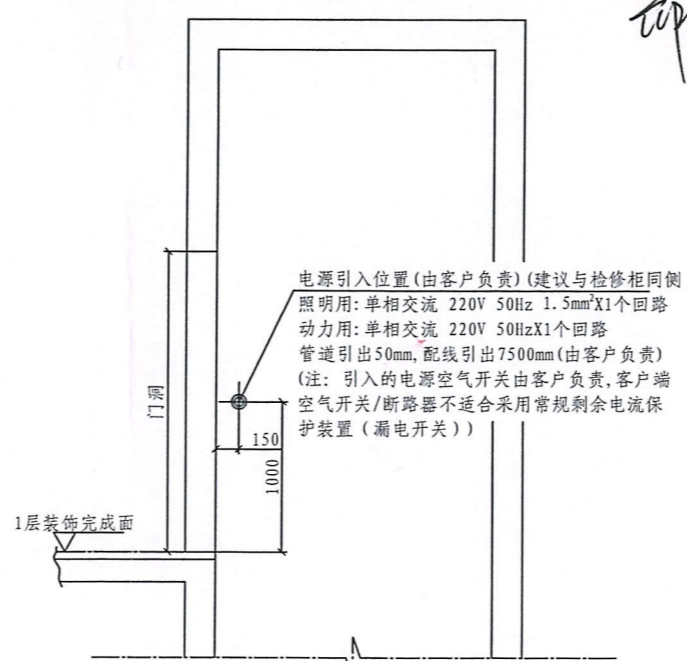 电源引入位置(由客户负责)(建议与检修柜同侧
照明用:单相交流 220V 50Hz 1.5mm²X1个回路
动力用:单相交流 220V 50HzX1个回路
管道引出50mm,配线引出7500mm(由客户负责)
(注: 引入的电源空气开关由客户负责,客户端
空气开关/断路器不适合采用常规剩余电流保
护装置(漏电开关))
门洞
150
1000
1层装饰完成面